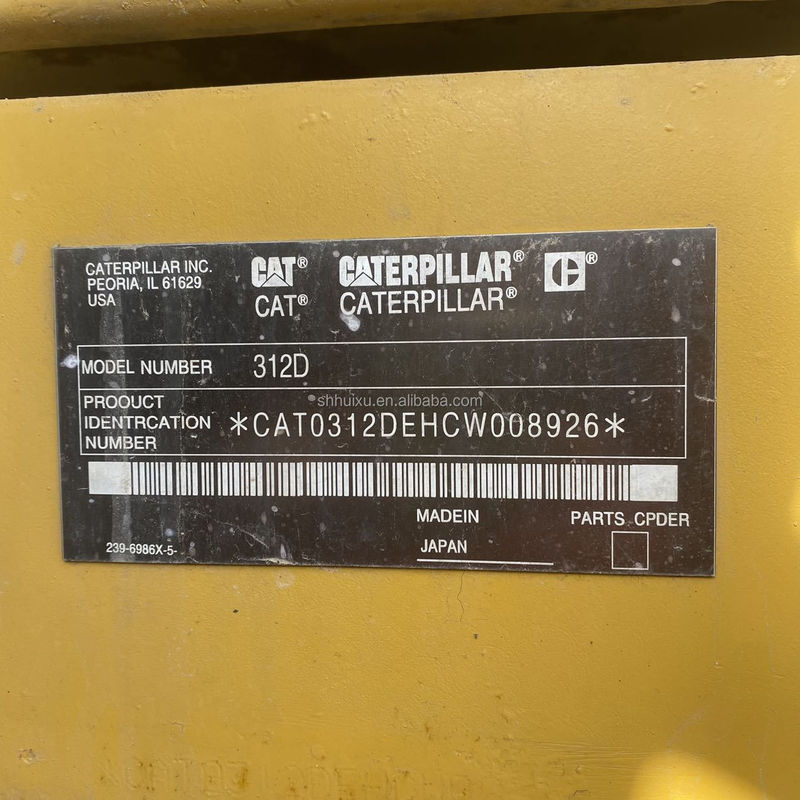 CATERPILLAR INC.
PEORIA, IL 61629
USA
CAT® CATERPILLAR® C®
CAT® CATERPILLAR®
MODEL NUMBER 312D
shhuixu.en.alibaba.com
PROOUCT
IDENTRCATION
NUMBER
*CAT0312DEHCW008926*
MADEIN
JAPAN
PARTS CPDER
239-6986X-5-